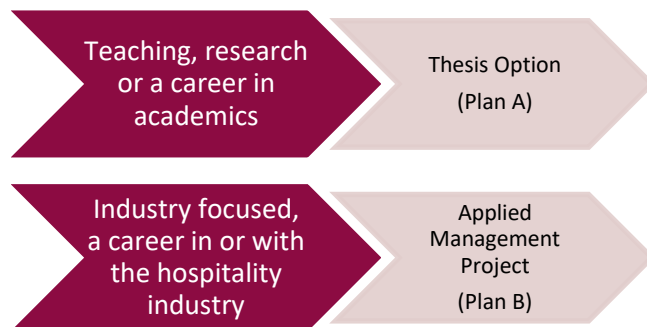 Teaching, research
or a career in
academics
Thesis Option
(Plan A)
Industry focused,
a career in or with
the hospitality
industry
Applied
Management
Project
(Plan B)